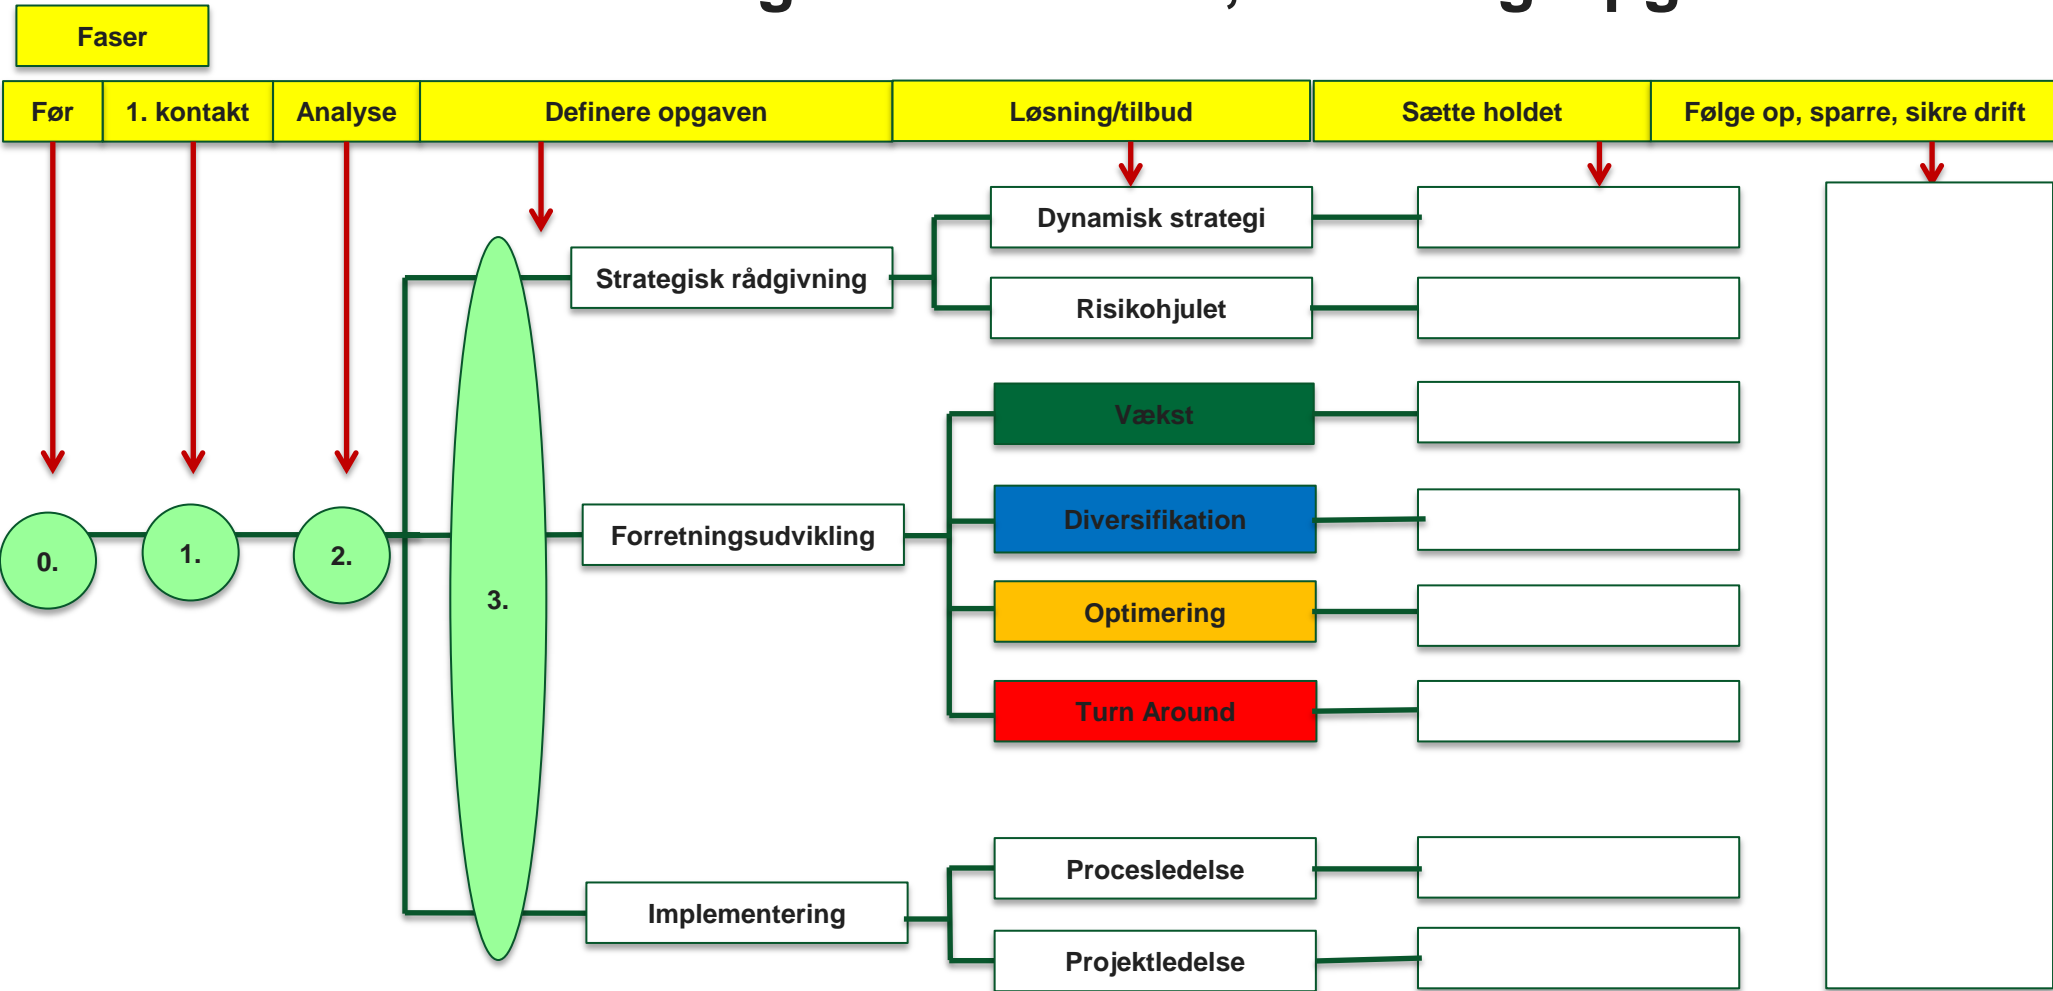 Faser
Før
1. kontakt
Analyse
Definere opgaven
Løsning/tilbud
Sætte holdet
Følge op, sparre, sikre drift
Dynamisk strategi
Strategisk rådgivning
Risikohjulet
Vækst
Diversifikation
Forretningsudvikling
0.
1.
2.
3.
Optimering
Turn Around
Procesledelse
Implementering
Projektledelse